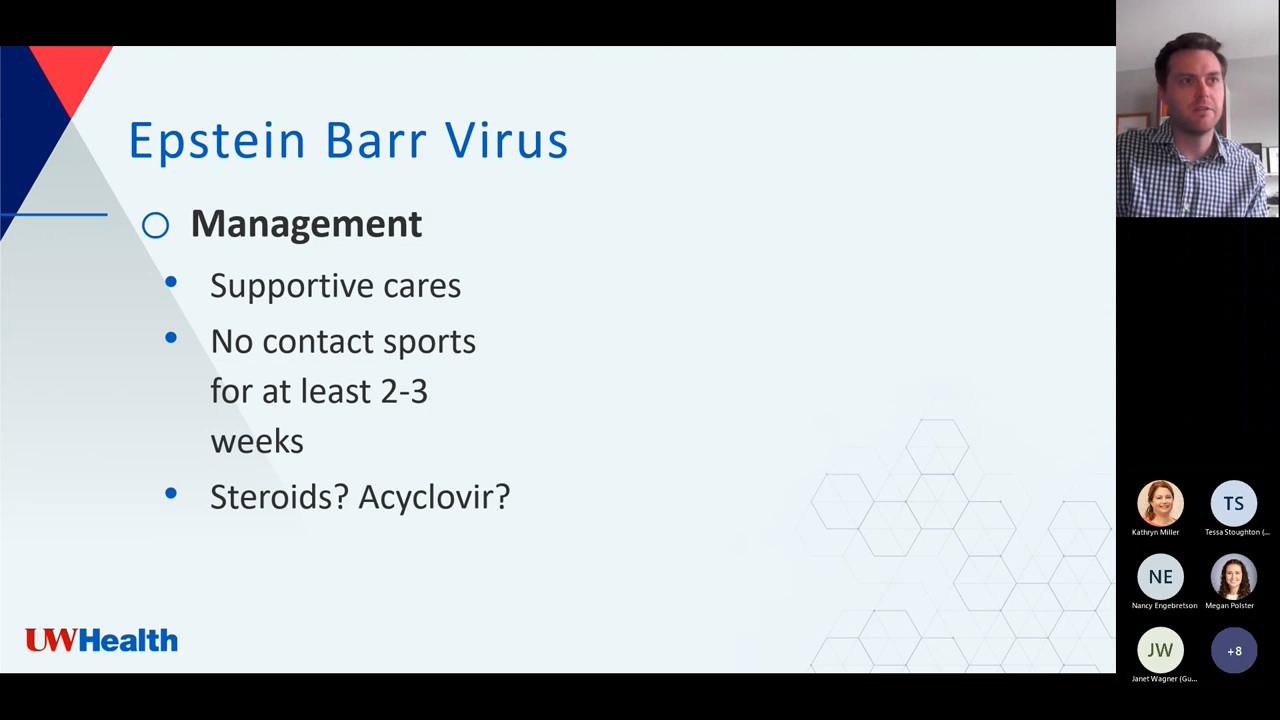 Epstein Barr Virus
Management
Supportive cares
No contact sports
for at least 2-3
weeks
Steroids? Acyclovir?
UWHealth
Kathryn Miller
TS
Tessa Stoughton (...
NE
Nancy Engebretson
Megan Polster
JW
Janet Wagner (Gu...
+8